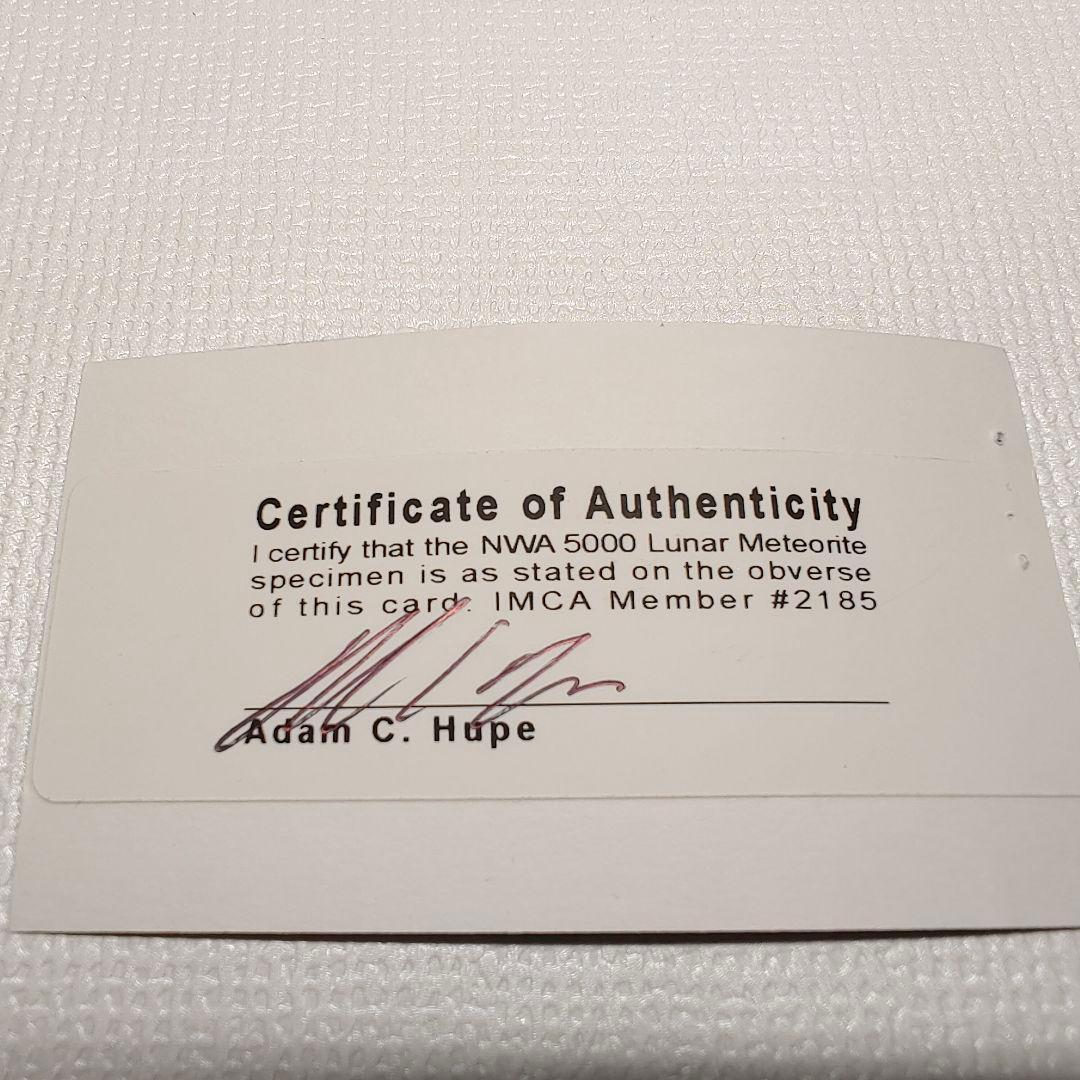 Certificate of Authenticity
I certify that the NWA 5000 Lunar Meteorite
specimen is as stated on the obverse
of this card. IMCA Member #2185
Adam C. Hupe